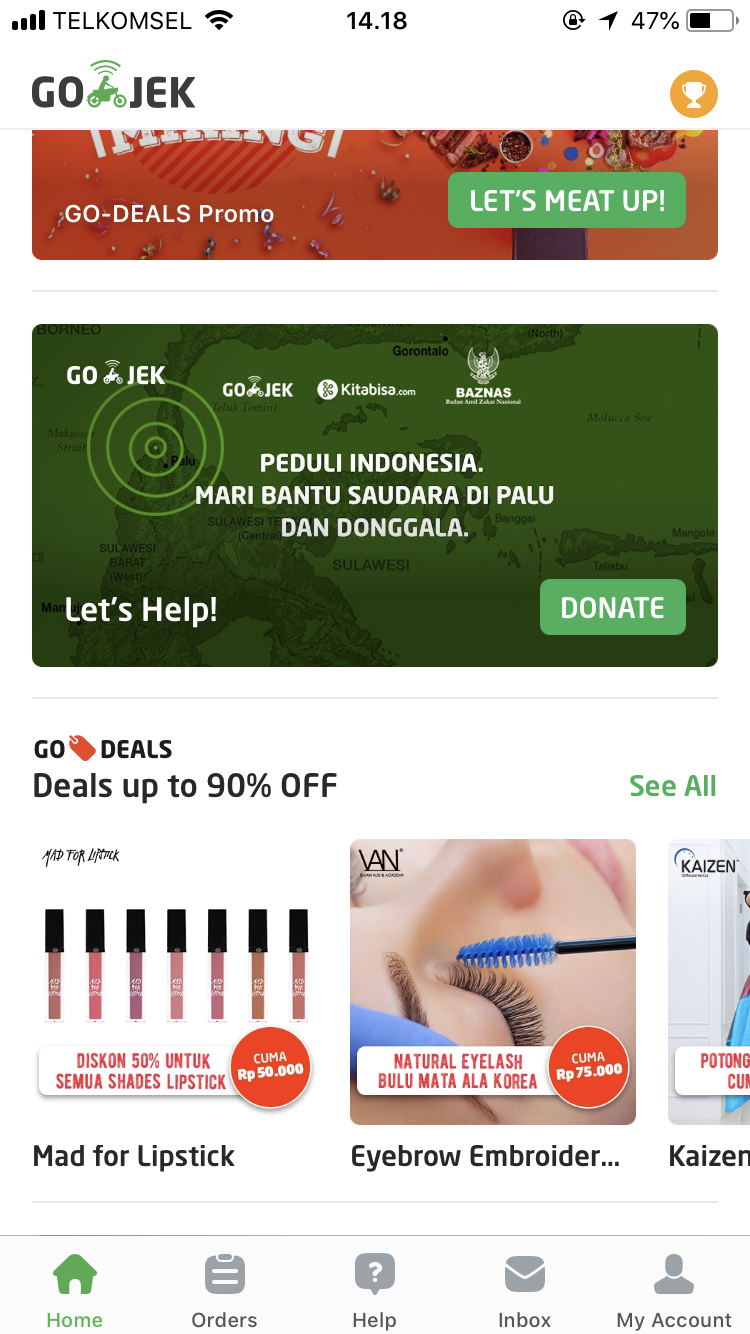 TELKOMSEL 14.18 47%
GO JEK
GO-DEALS Promo
LET'S MEAT UP!
BORNEO
(North)
Gorontalo
GO JEK
GO JEK
Kitabisa.com
BAZNAS
Badan Amil Zakat Nasional
Teluk Tomini
Molucca Sea
Makassar
Strait
Palu
PEDULI INDONESIA.
MARI BANTU SAUDARA DI PALU
DAN DONGGALA.
SULAWESI
(Central)
Banggai
Mangole
SULAWESI
BARAT
(West)
SULAWESI
Taliabu
Let's Help!
DONATE
GO DEALS
Deals up to 90% OFF
See All
MAD FOR LIPSTICK
DISKON 50% UNTUK
SEMUA SHADES LIPSTICK
CUMA
Rp50.000
Mad for Lipstick
VAN
SULAM ALIS & ACADEMY
NATURAL EYELASH
BULU MATA ALA KOREA
CUMA
Rp75.000
Eyebrow Embroider...
KAIZEN
POTONG
CUM
Kaizen
Home
Orders
Help
Inbox
My Account